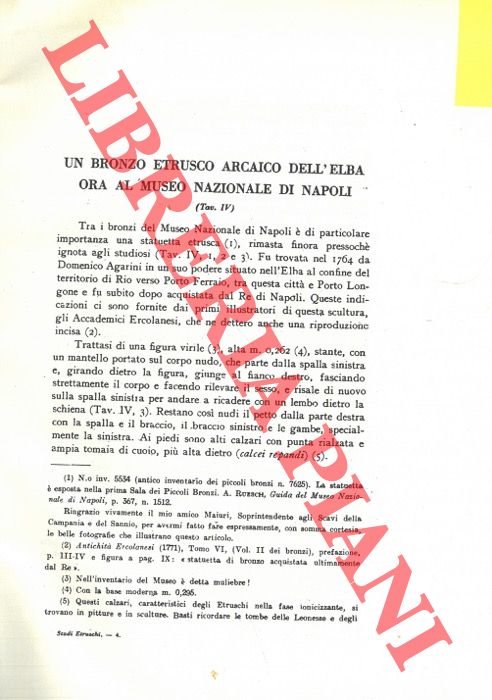 UN BRONZO ETRUSCO ARCAICO DELL'ELBA
ORA AL MUSEO NAZIONALE DI NAPOLI
(Tav. IV)
Tra i bronzi del Museo Nazionale di Napoli è di particolare
importanza una statuetta etrusca (1), rimasta finora pressochè
ignota agli studiosi (Tav. IV, 1, 2 e 3). Fu trovata nel 1764 da
Domenico Agarini in un suo podere situato nell'Elba al confine del
territorio di Rio verso Porto Ferraio, tra questa città e Porto Lon-
gone e fu subito dopo acquistata dal Re di Napoli. Queste indi-
cazioni ci sono fornite dai primi illustratori di questa scultura,
gli Accademici Ercolanesi, che ne dettero anche una riproduzione
incisa (2).
Trattasi di una figura virile (3), alta m. 0,262 (4), stante, con
un mantello portato sul corpo nudo, che parte dalla spalla sinistra
e, girando dietro la figura, giunge al fianco destro, fasciando
strettamente il corpo e facendo rilevare il sesso, e risale di nuovo
sulla spalla sinistra per andare a ricadere con un lembo dietro la
schiena (Tav. IV, 3). Restano così nudi il petto dalla parte destra
con la spalla e il braccio, il braccio sinistro e le gambe, special-
mente la sinistra. Ai piedi sono alti calzari con punta rialzata e
ampia tomaia di cuoio, più alta dietro (calcei repandi) (5).
(1) N.o inv. 5534 (antico inventario dei piccoli bronzi n. 7625). La statuetta
è esposta nella prima Sala dei Piccoli Bronzi. A. RUESCH, Guida del Museo Nazio-
nale di Napoli, p. 367, n. 1512.
Ringrazio vivamente il mio amico Maiuri, Soprintendente agli Scavi della
Campania e del Sannio, per avermi fatto fare espressamente, con somma cortesia,
le belle fotografie che illustrano questo articolo.
(2) Antichità Ercolanesi (1771), Tomo VI, (Vol. II dei bronzi), prefazione,
p. III-IV e figura a pag. IX: « statuetta di bronzo acquistata ultimamente
dal Re ».
(3) Nell'inventario del Museo è detta muliebre!
(4) Con la base moderna m. 0,295.
(5) Questi calzari, caratteristici degli Etruschi nella fase ionicizzante, si
trovano in pitture e in sculture. Basti ricordare le tombe delle Leonesse e degli
Studi Etruschi, — 4.
LIBRERIA PIANI